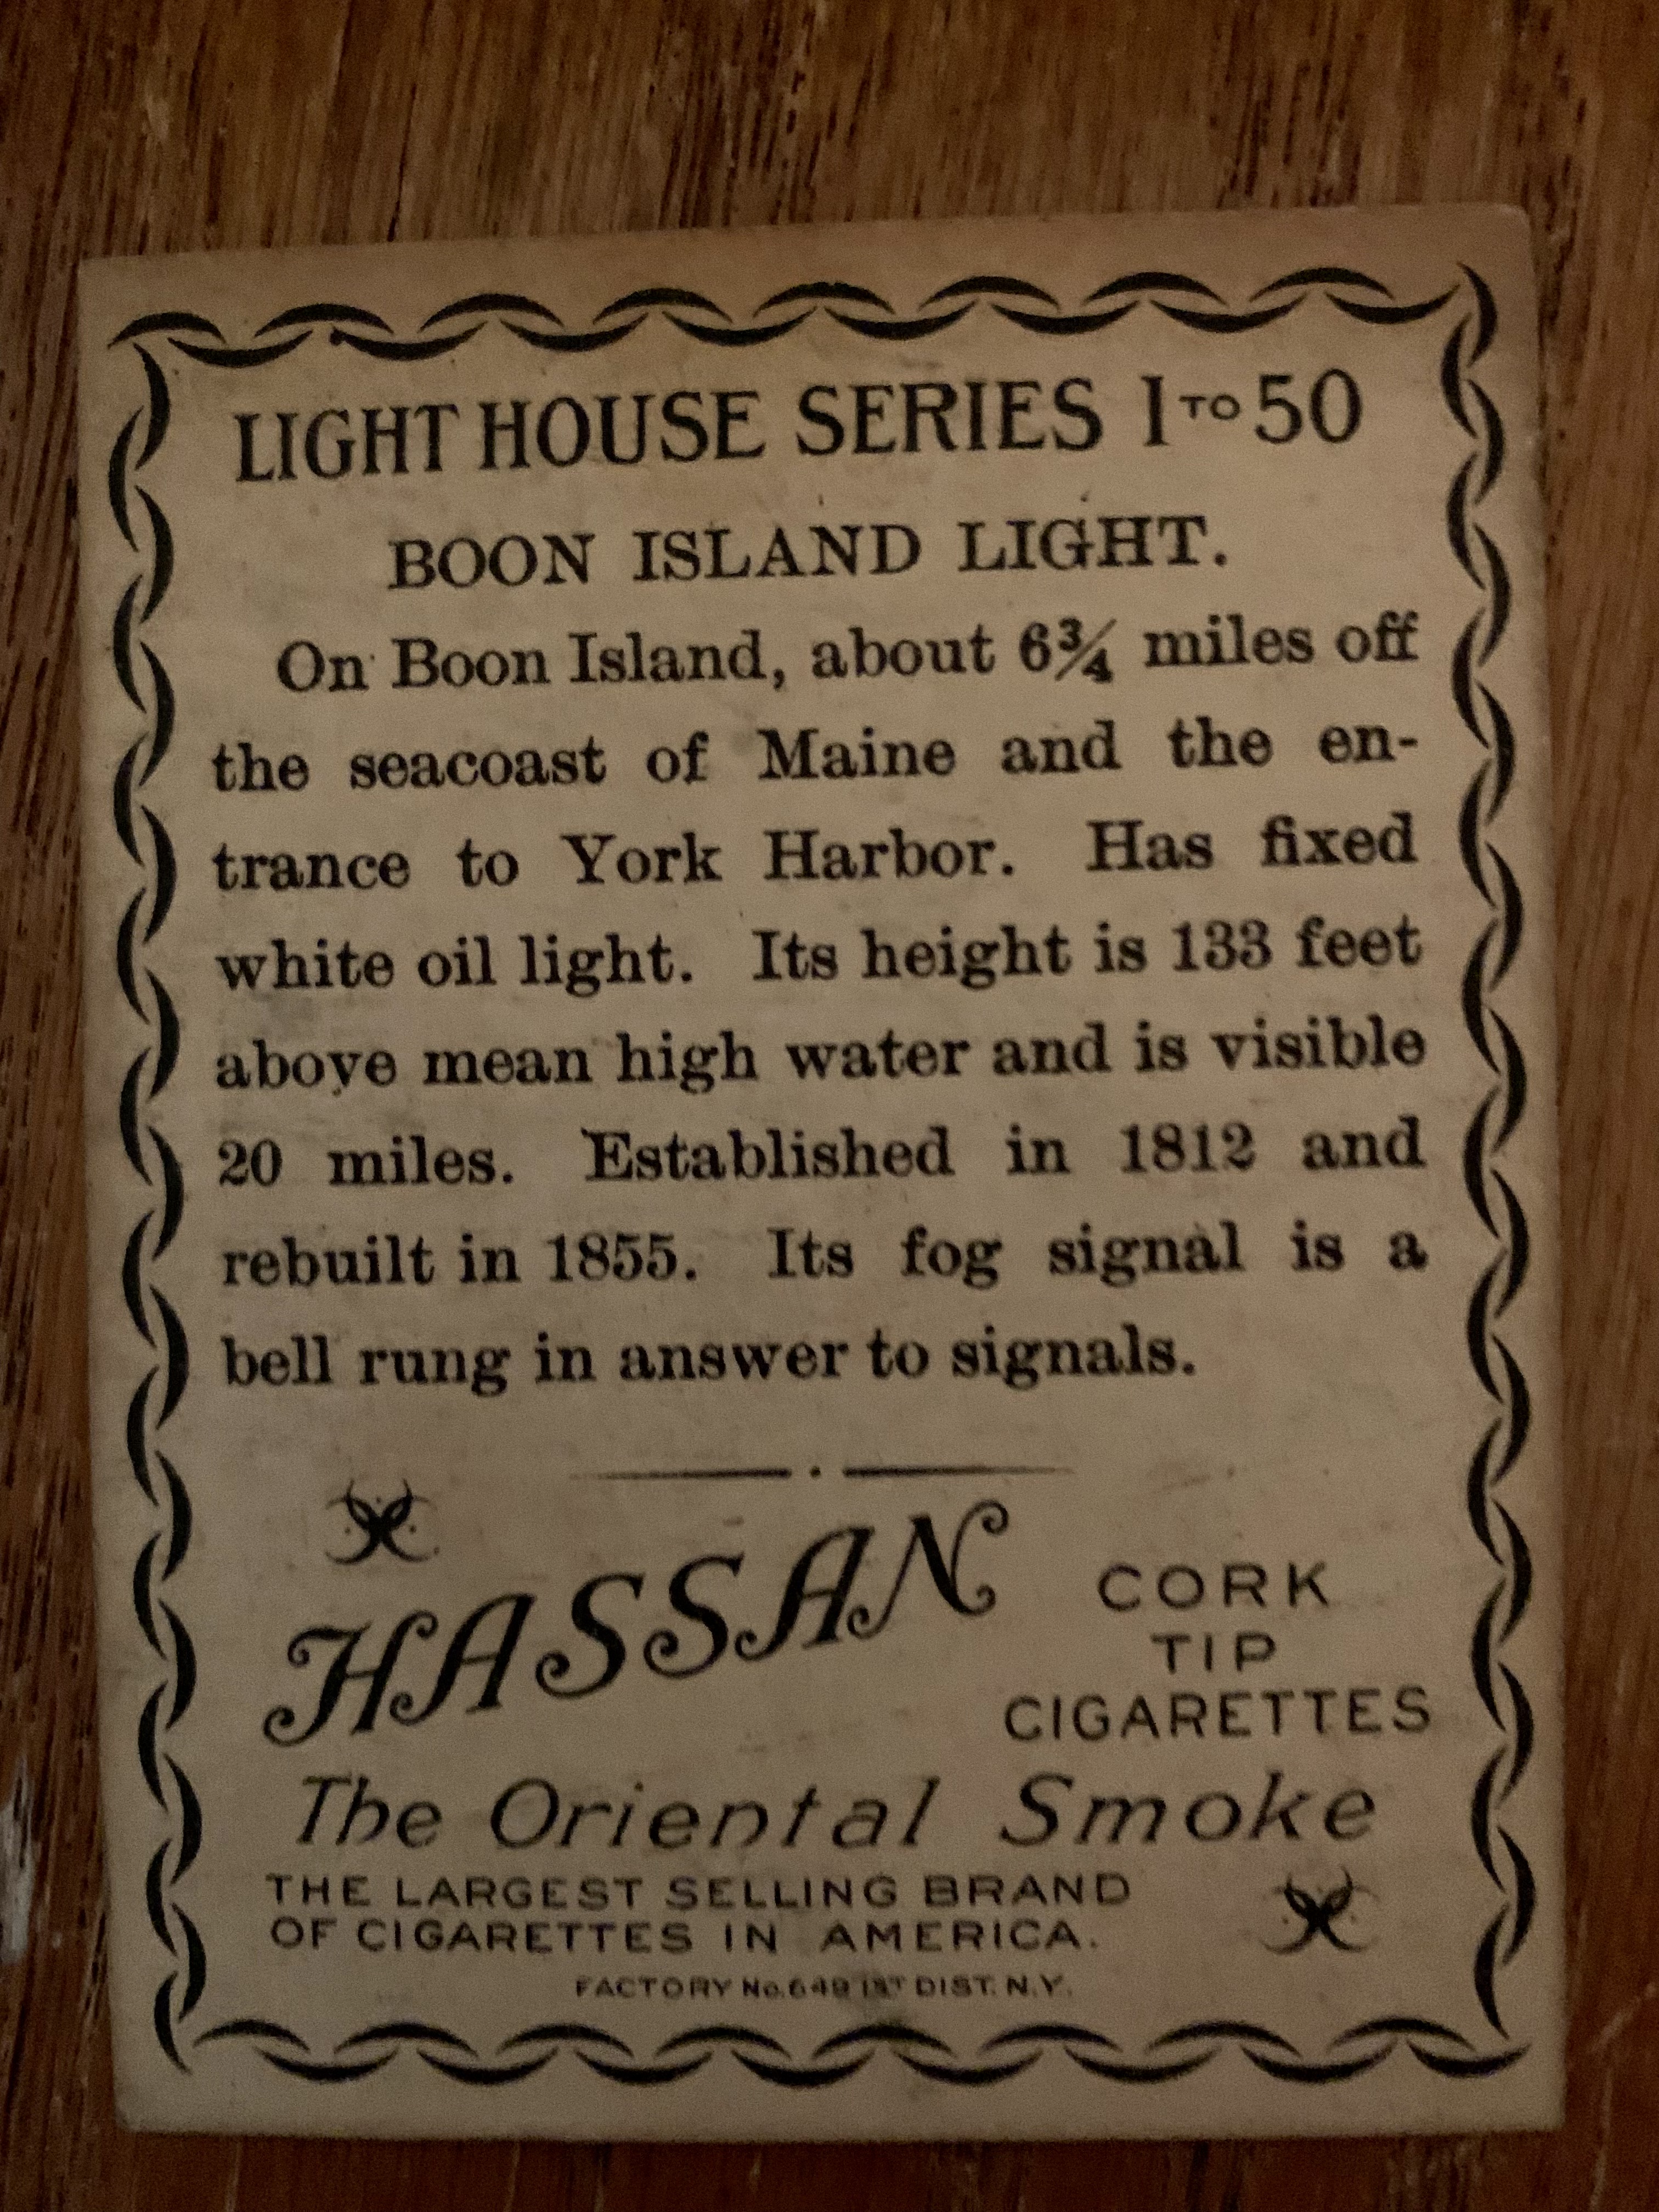 LIGHT HOUSE SERIES 1 TO 50
BOON ISLAND LIGHT.
On Boon Island, about 6¾ miles off
the seacoast of Maine and the en-
trance to York Harbor. Has fixed
white oil light. Its height is 133 feet
above mean high water and is visible
20 miles. Established in 1812 and
rebuilt in 1855. Its fog signal is a
bell rung in answer to signals.
HASSAN
CORK
TIP
CIGARETTES
The Oriental Smoke
THE LARGEST SELLING BRAND
OF CIGARETTES IN AMERICA.
FACTORY No. 649 1ST DIST. N.Y.